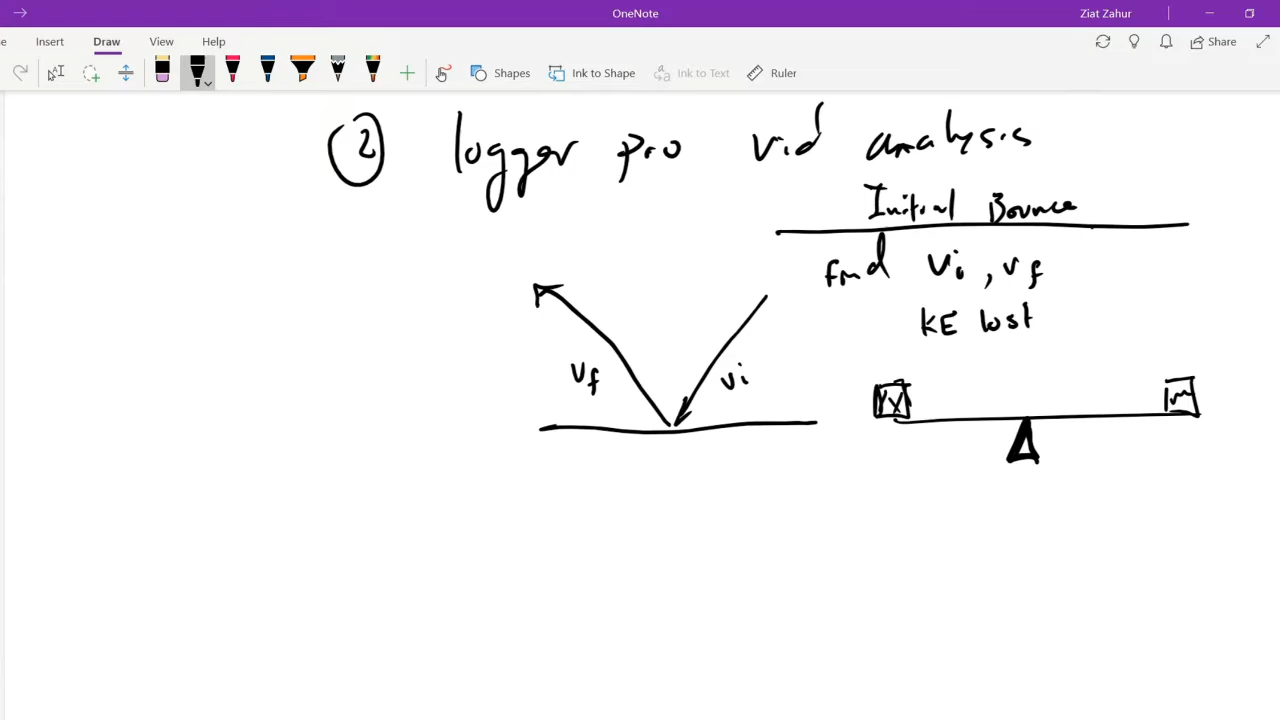 OneNote
Ziat Zahur
Insert Draw View Help
Share
Shapes Ink to Shape Ink to Text Ruler
2 logger pro vid analysis
Initial Bounce
find vi, vf
KE lost
vf
vi
m